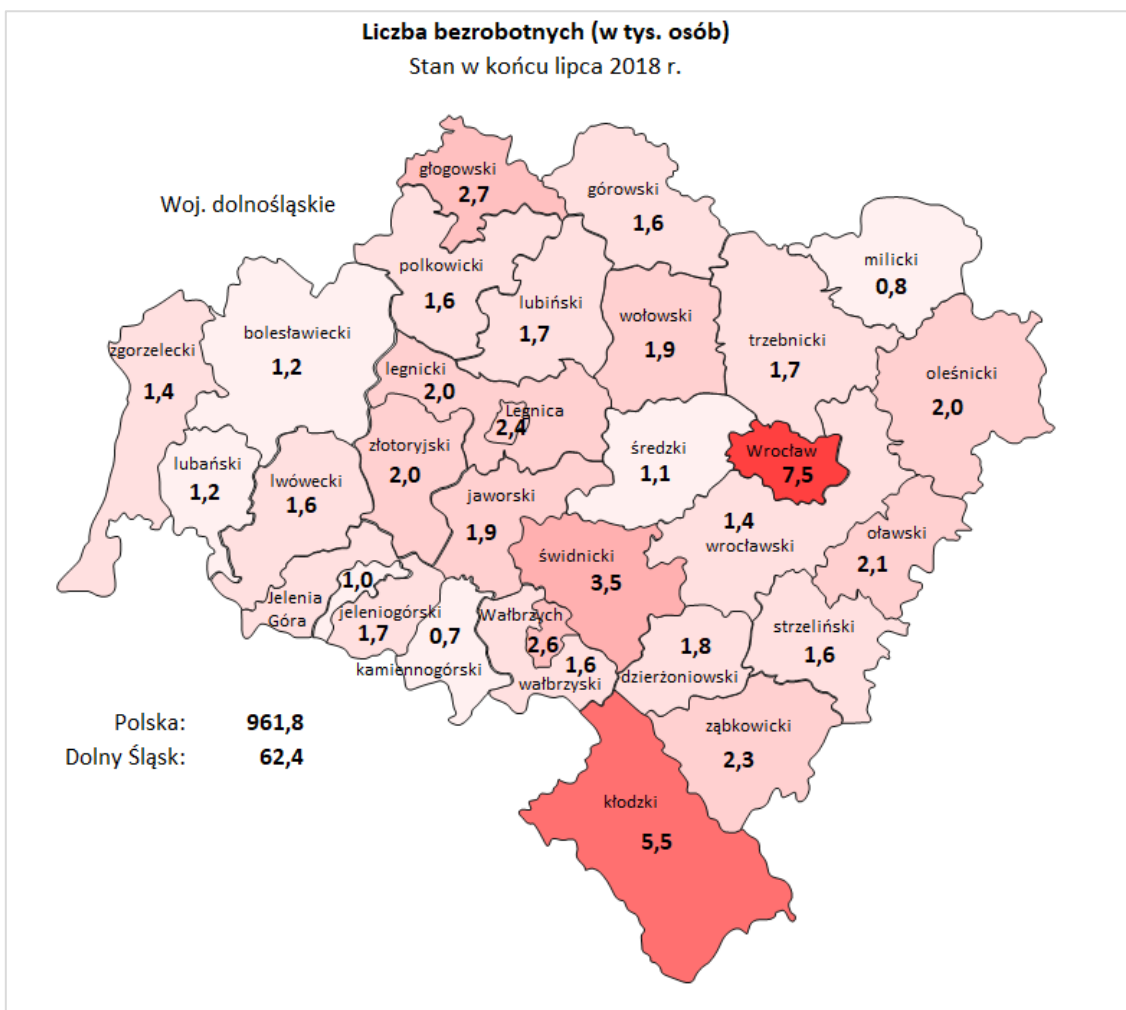 Liczba bezrobotnych (w tys. osób)
Stan w końcu lipca 2018 r.
Woj. dolnośląskie
głogowski
2,7
górowski
1,6
milicki
0,8
polkowicki
1,6
lubiński
1,7
wołowski
1,9
trzebnicki
1,7
oleśnicki
2,0
bolesławiecki
1,2
zgorzelecki
1,4
legnicki
2,0
Legnica
2,4
złotoryjski
2,0
średzki
1,1
Wrocław
7,5
lubański
1,2
lwówecki
1,6
jaworski
1,9
1,4
wrocławski
oławski
2,1
świdnicki
3,5
Jelenia
Góra
1,0
jeleniogórski
1,7
0,7
kamiennogórski
Wałbrzych
2,6
1,6
wałbrzyski
1,8
dzierżoniowski
strzeliński
1,6
ząbkowicki
2,3
kłodzki
5,5
Polska: 961,8
Dolny Śląsk: 62,4